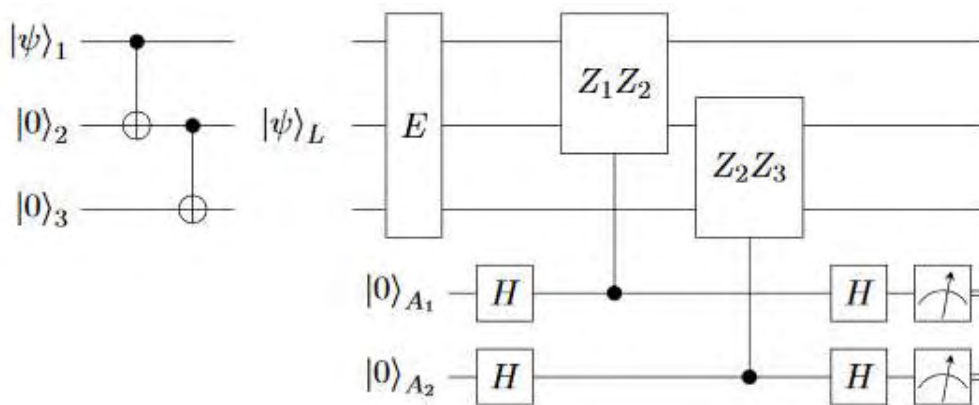 |ψ⟩₁ Z₁Z₂
|0⟩₂ |ψ⟩_L E
Z₂Z₃
|0⟩₃
|0⟩_{A₁} H H
|0⟩_{A₂} H H